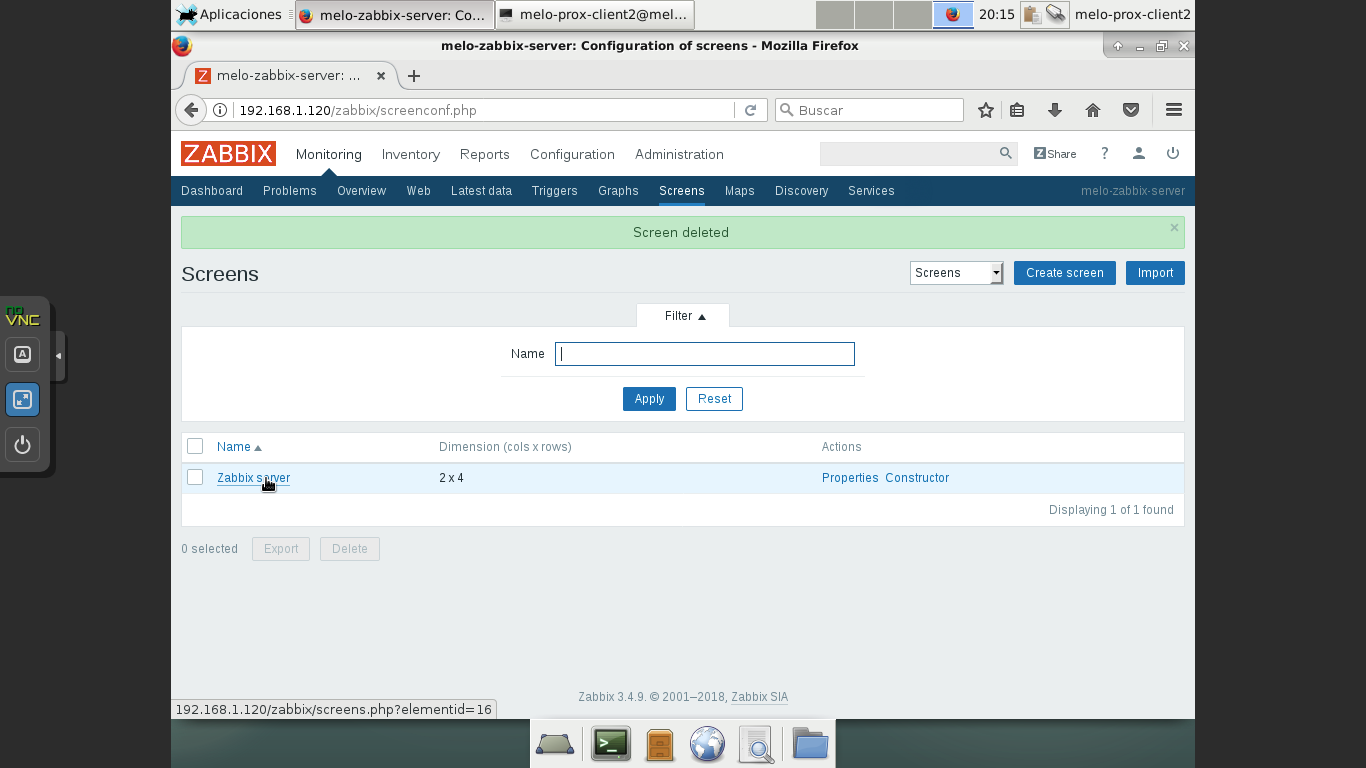 Aplicaciones melo-zabbix-server: Co... melo-prox-client2@mel... 20:15 melo-prox-client2
melo-zabbix-server: Configuration of screens - Mozilla Firefox
Z melo-zabbix-server: ...
192.168.1.120/zabbix/screenconf.php Buscar
ZABBIX Monitoring Inventory Reports Configuration Administration Z Share ?
Dashboard Problems Overview Web Latest data Triggers Graphs Screens Maps Discovery Services melo-zabbix-server
Screen deleted
Screens Screens Create screen Import
Filter
no
VNC
A
Name
Apply Reset
Name Dimension (cols x rows) Actions
Zabbix server 2 x 4 Properties Constructor
Displaying 1 of 1 found
0 selected Export Delete
Zabbix 3.4.9. © 2001–2018, Zabbix SIA
192.168.1.120/zabbix/screens.php?elementid=16